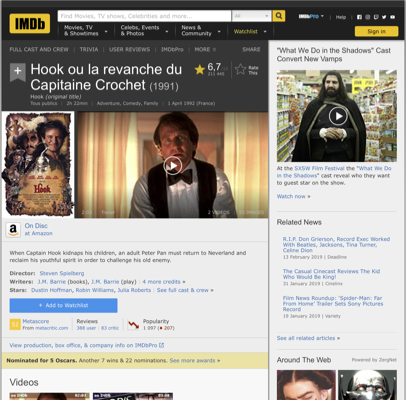 IMDb
Find Movies, TV shows, Celebrities and more...
All
IMDbPro
Help
Movies, TV & Showtimes
Celebs, Events & Photos
News & Community
Watchlist
Sign in
FULL CAST AND CREW | TRIVIA | USER REVIEWS | IMDbPro | MORE
SHARE
Hook ou la revanche du
Capitaine Crochet (1991)
Hook (original title)
Tous publics | 2h 22min | Adventure, Comedy, Family | 1 April 1992 (France)
6,7/10
Rate This
Hook
2 VIDEOS
On Disc
at Amazon
When Captain Hook kidnaps his children, an adult Peter Pan must return to Neverland and
reclaim his youthful spirit in order to challenge his old enemy.
Director: Steven Spielberg
Writers: J.M. Barrie (books), J.M. Barrie (play) | 4 more credits »
Stars: Dustin Hoffman, Robin Williams, Julia Roberts | See full cast & crew »
+ Add to Watchlist
52
Metascore
From metacritic.com
Reviews
388 user | 83 critic
Popularity
1 097 (207)
View production, box office, & company info on IMDbPro
Nominated for 5 Oscars. Another 7 wins & 22 nominations. See more awards »
Videos
"What We Do in the Shadows" Cast
Convert New Vamps
At the SXSW Film Festival the "What We Do
in the Shadows" cast reveal who they want
to guest star on the show.
Watch now »
Related News
R.I.P. Don Grierson, Record Exec Worked
With Beatles, Jacksons, Tina Turner,
Celine Dion
13 February 2019 | Deadline
The Casual Cinecast Reviews The Kid
Who Would Be King!
31 January 2019 | Cinelinx
Film News Roundup: 'Spider-Man: Far
From Home' Trailer Sets Sony Pictures
Record
19 January 2019 | Variety
See all related articles »
Around The Web
Powered by ZergNet